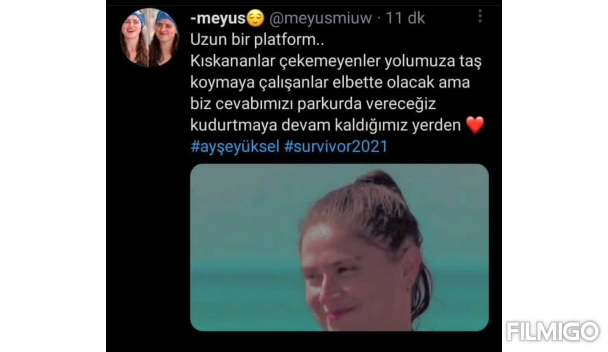 -meyus😌 @meyusmiuw · 11 dk
Uzun bir platform..
Kıskananlar çekemeyenler yolumuza taş
koymaya çalışanlar elbette olacak ama
biz cevabımızı parkurda vereceğiz
kudurtmaya devam kaldığımız yerden ❤️
#ayşeyüksel #survivor2021
FILMIGO